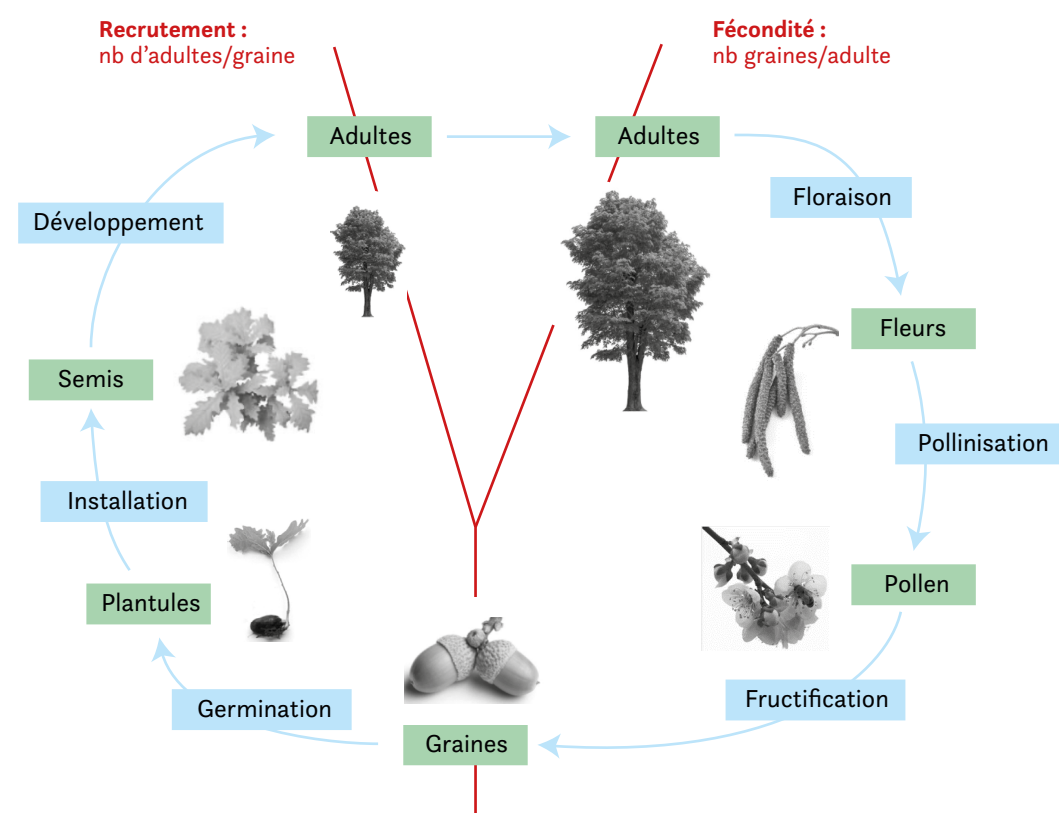 Recrutement :
nb d'adultes/graine
Fécondité :
nb graines/adulte
Adultes
Adultes
Floraison
Développement
Fleurs
Semis
Pollinisation
Installation
Pollen
Plantules
Fructification
Germination
Graines